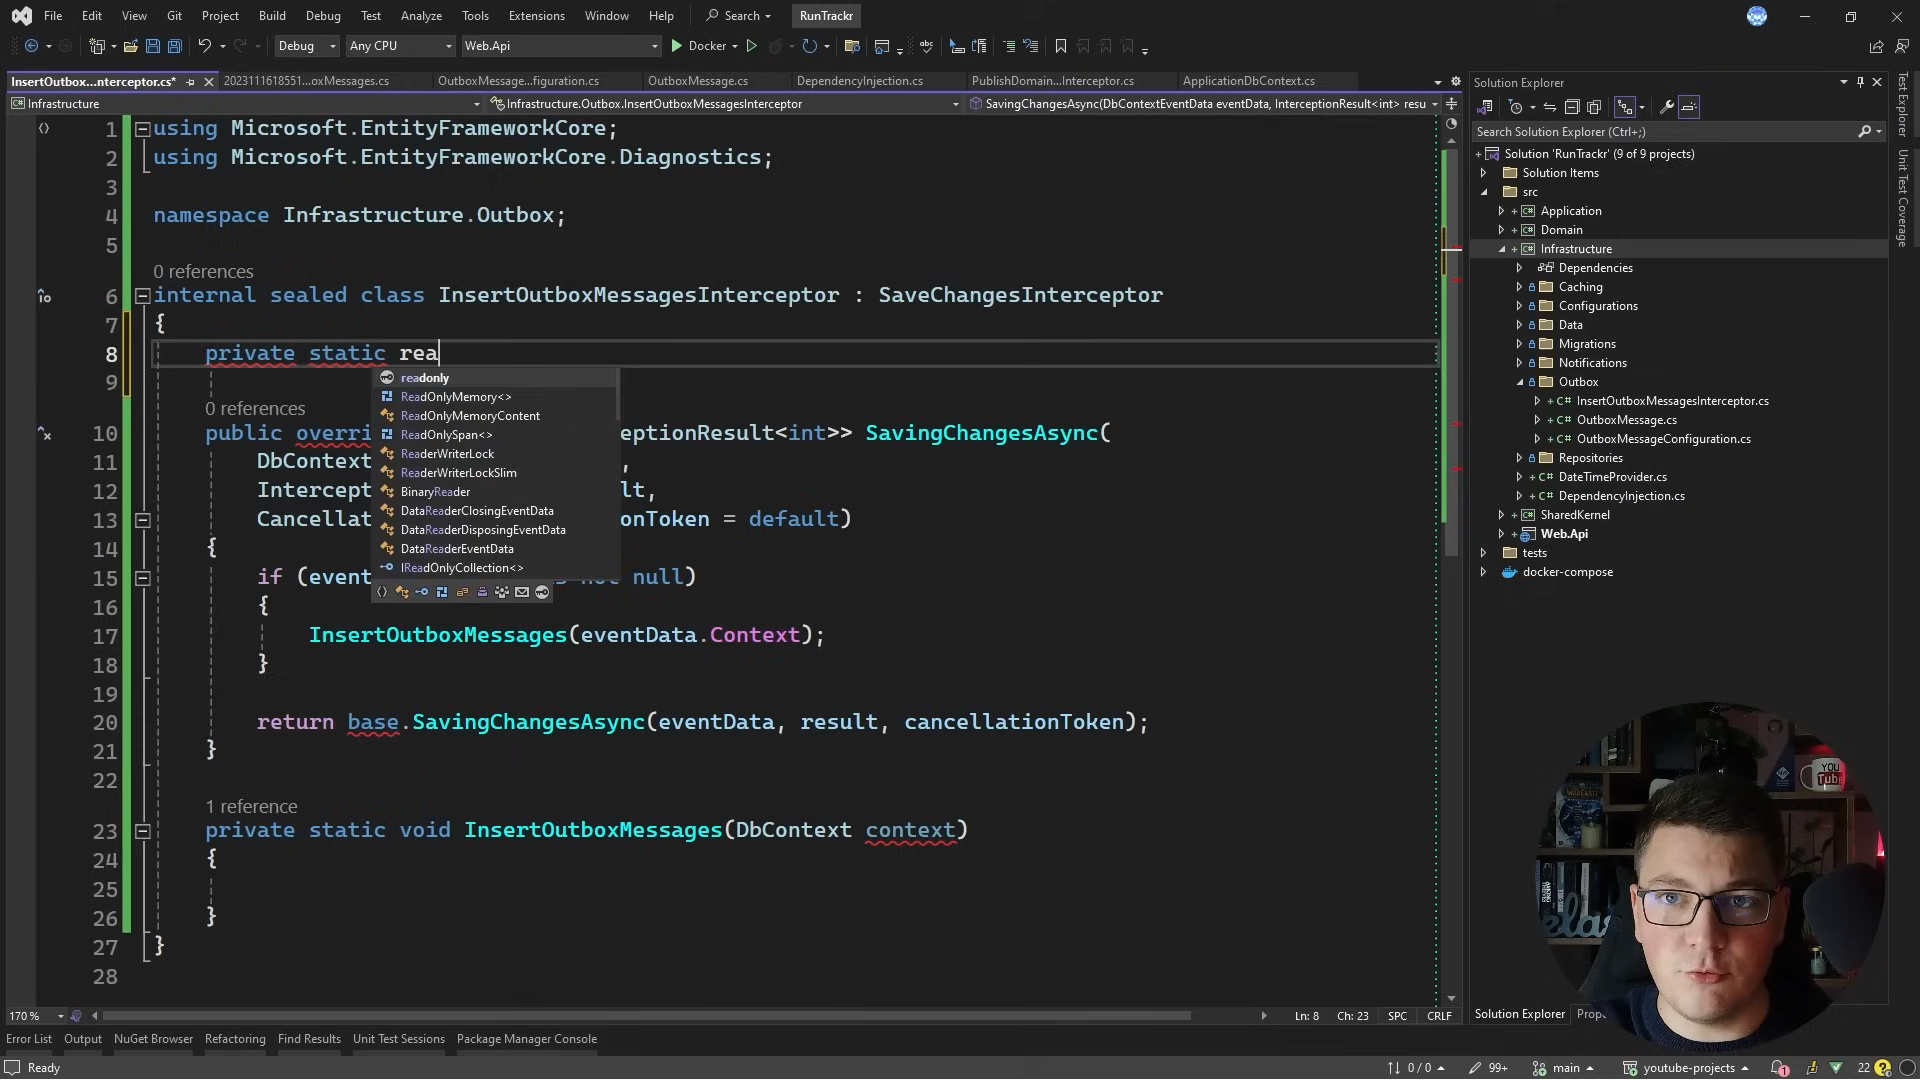 File Edit View Git Project Build Debug Test Analyze Tools Extensions Window Help Search RunTrackr
Debug Any CPU Web.Api Docker
InsertOutbox...nterceptor.cs* 2023111618551...oxMessages.cs OutboxMessage...figuration.cs OutboxMessage.cs DependencyInjection.cs PublishDomain...Interceptor.cs ApplicationDbContext.cs
Infrastructure Infrastructure.Outbox.InsertOutboxMessagesInterceptor SavingChangesAsync(DbContextEventData eventData, InterceptionResult<int> resu
1 using Microsoft.EntityFrameworkCore;
2 using Microsoft.EntityFrameworkCore.Diagnostics;
3
4 namespace Infrastructure.Outbox;
5
0 references
6 internal sealed class InsertOutboxMessagesInterceptor : SaveChangesInterceptor
7 {
8 private static rea
9
readonly
ReadOnlyMemory<>
ReadOnlyMemoryContent
ReadOnlySpan<>
ReaderWriterLock
ReaderWriterLockSlim
BinaryReader
DataReaderClosingEventData
DataReaderDisposingEventData
DataReaderEventData
IReadOnlyCollection<>
0 references
10 public overri eptionResult<int>> SavingChangesAsync(
11 DbContext ,
12 Intercept lt,
13 Cancellat onToken = default)
14 {
15 if (event s not null)
16 {
17 InsertOutboxMessages(eventData.Context);
18 }
19
20 return base.SavingChangesAsync(eventData, result, cancellationToken);
21 }
22
1 reference
23 private static void InsertOutboxMessages(DbContext context)
24 {
25
26 }
27 }
28
170 % Ln: 8 Ch: 23 SPC CRLF
Error List Output NuGet Browser Refactoring Find Results Unit Test Sessions Package Manager Console
Ready 0 / 0 99+ main youtube-projects 1 22
Solution Explorer
Search Solution Explorer (Ctrl+;)
Solution 'RunTrackr' (9 of 9 projects)
Solution Items
src
Application
Domain
Infrastructure
Dependencies
Caching
Configurations
Data
Migrations
Notifications
Outbox
InsertOutboxMessagesInterceptor.cs
OutboxMessage.cs
OutboxMessageConfiguration.cs
Repositories
DateTimeProvider.cs
DependencyInjection.cs
SharedKernel
Web.Api
tests
docker-compose
Solution Explorer Prop
Test Explorer
Unit Test Coverage
YOU
Tube